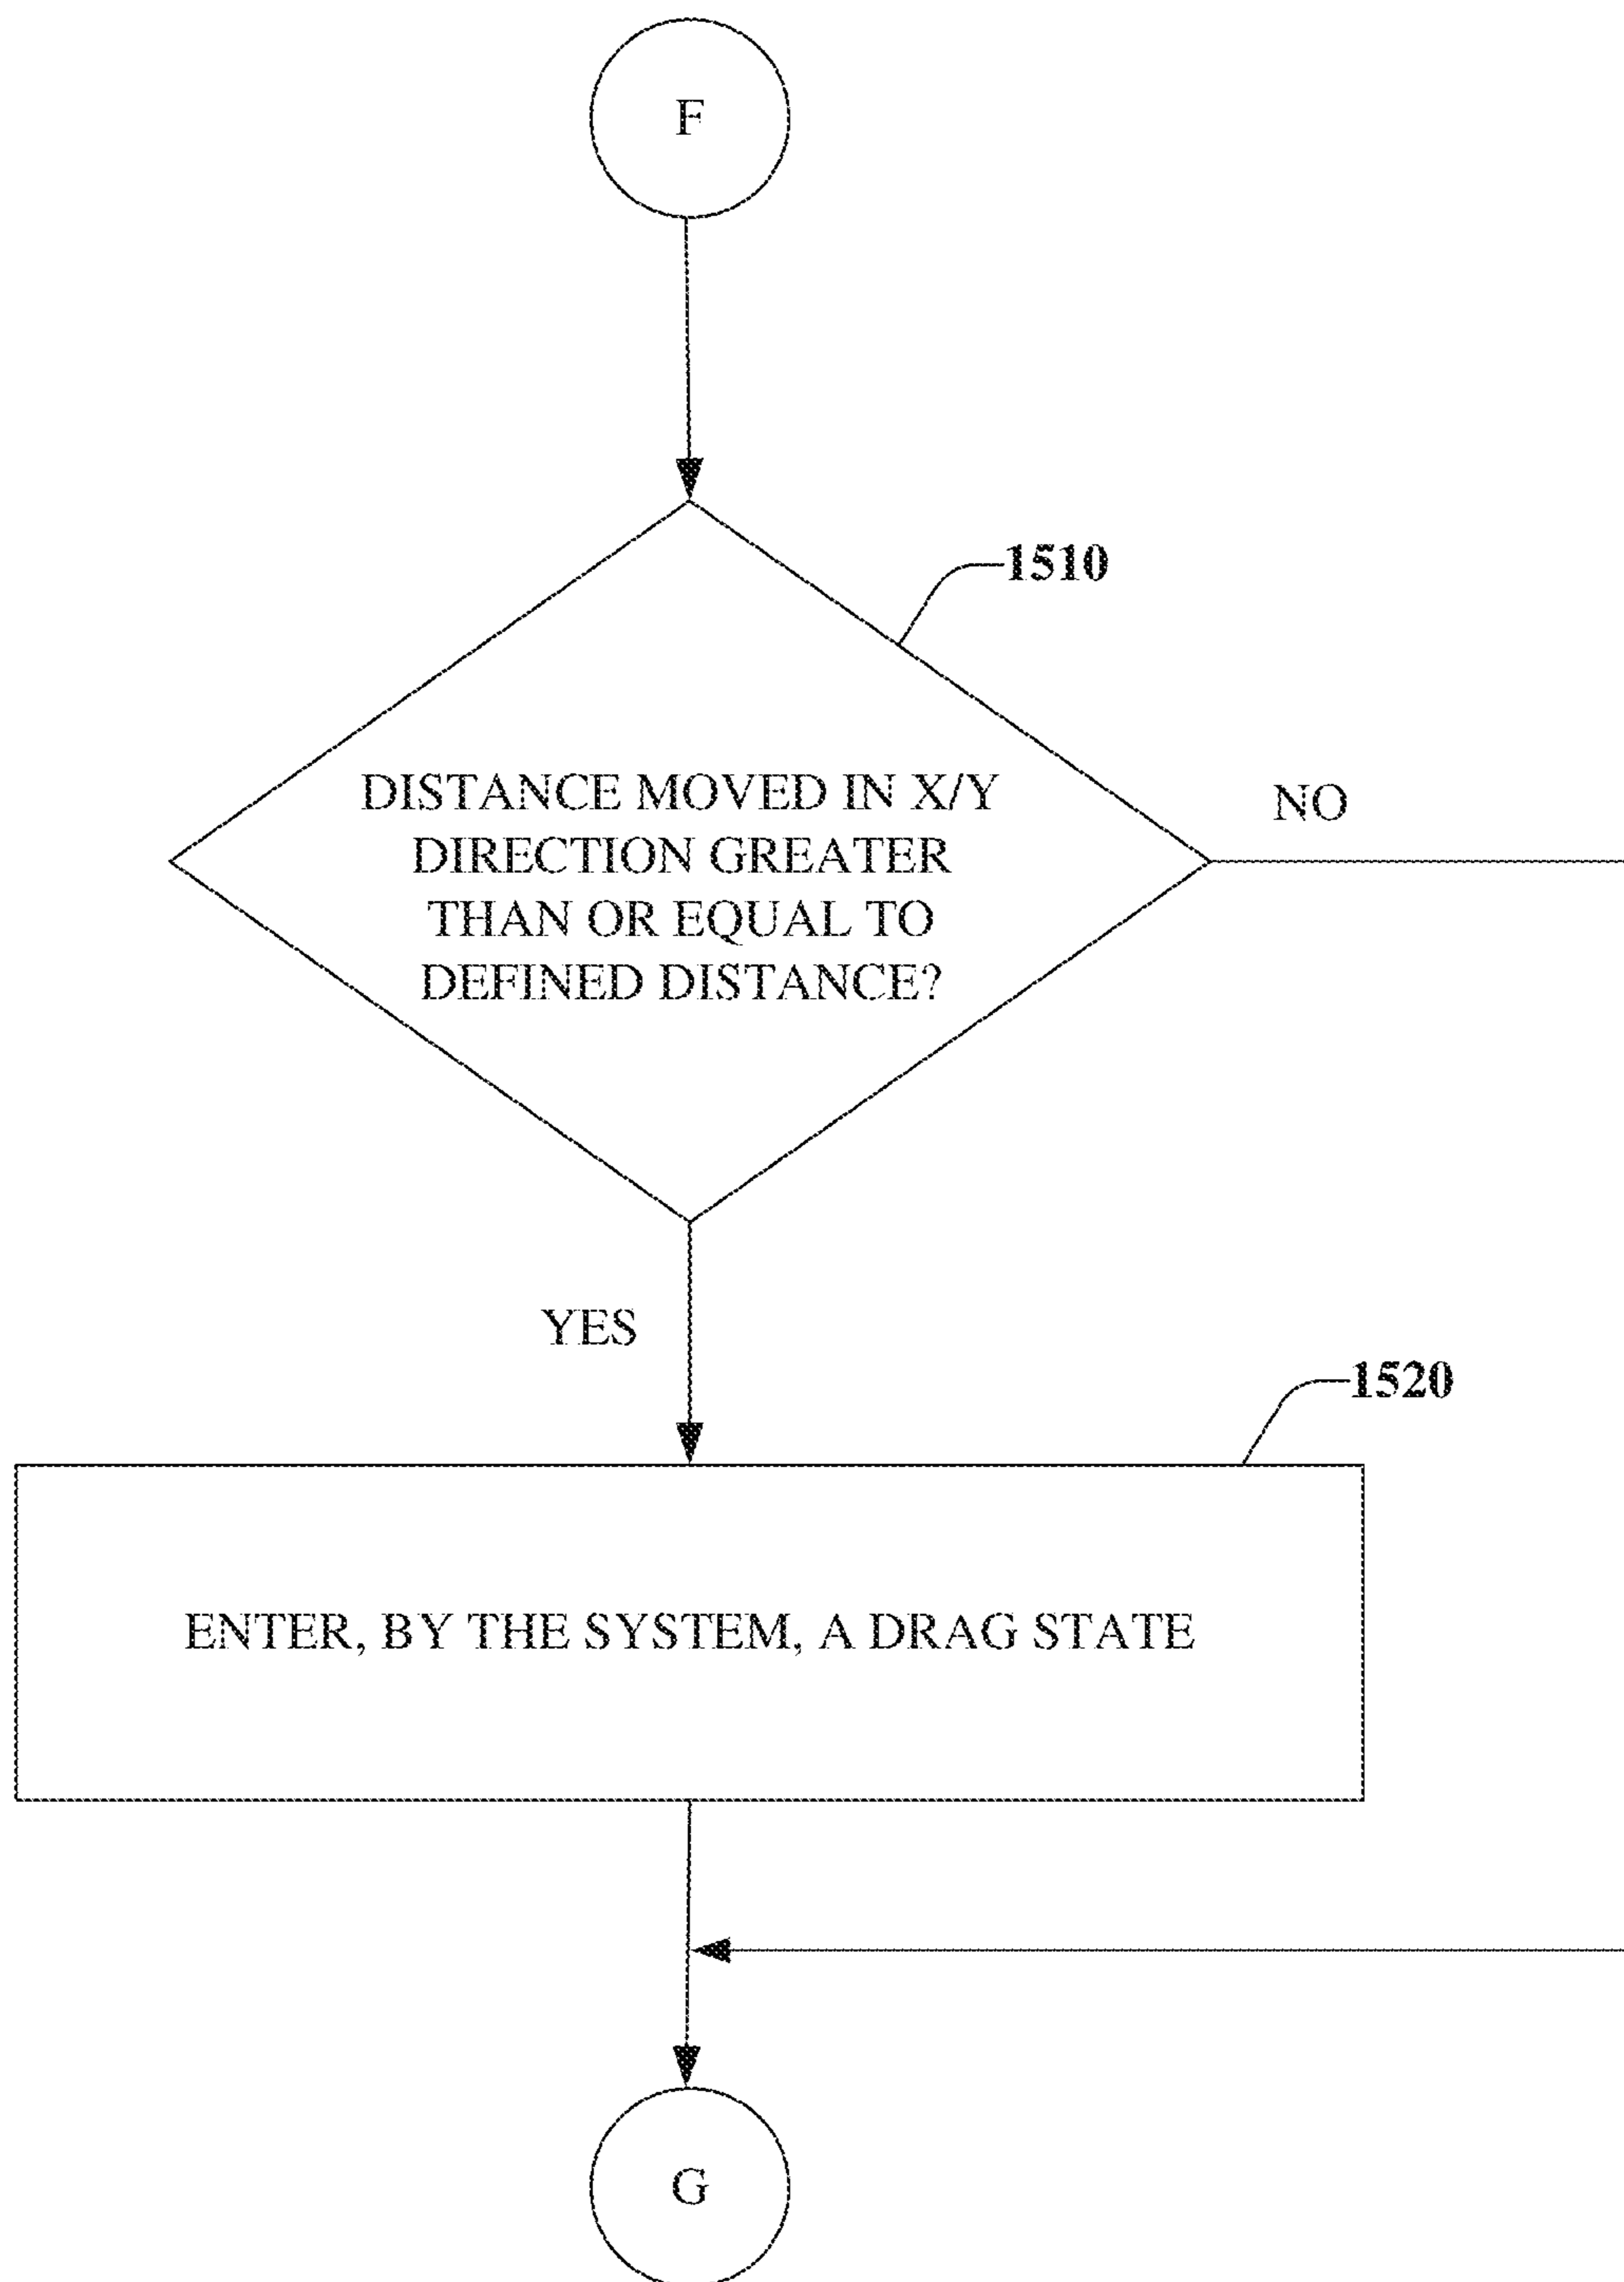 F
1510
DISTANCE MOVED IN X/Y
DIRECTION GREATER
THAN OR EQUAL TO
DEFINED DISTANCE?
NO
YES
1520
ENTER, BY THE SYSTEM, A DRAG STATE
G